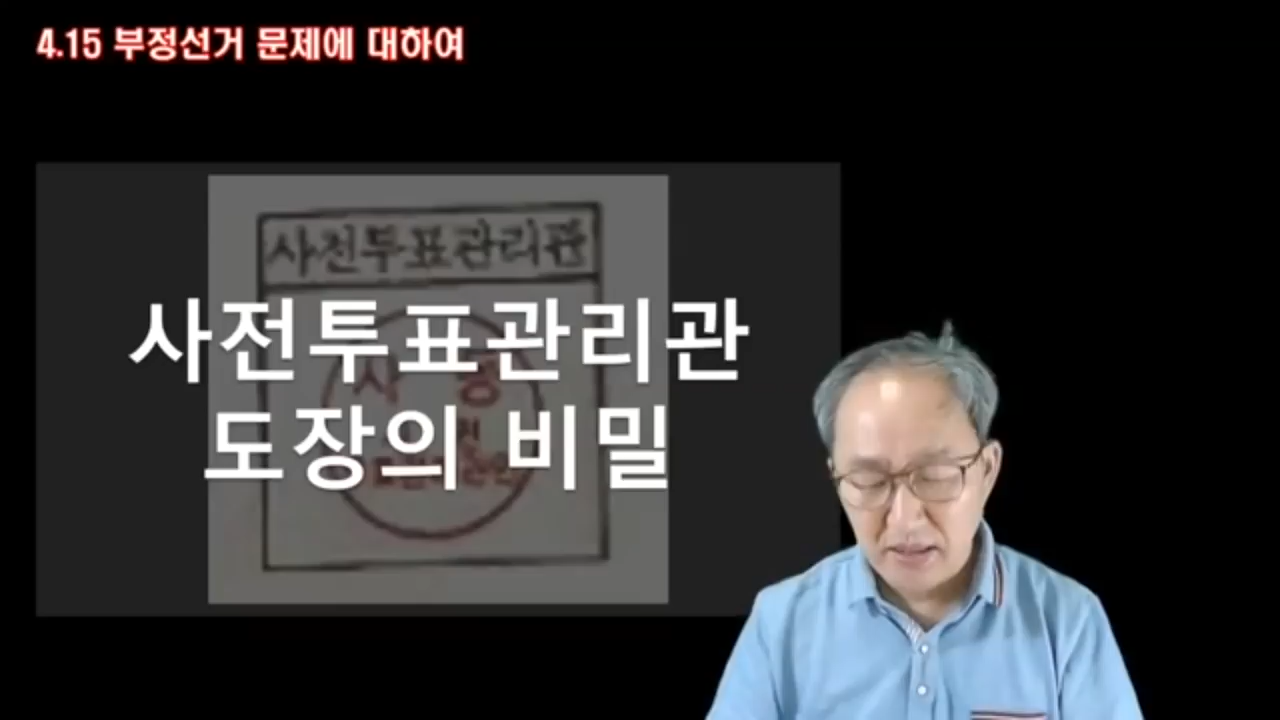 4.15 부정선거 문제에 대하여
사전투표관리관
사전투표관리관
도장의 비밀